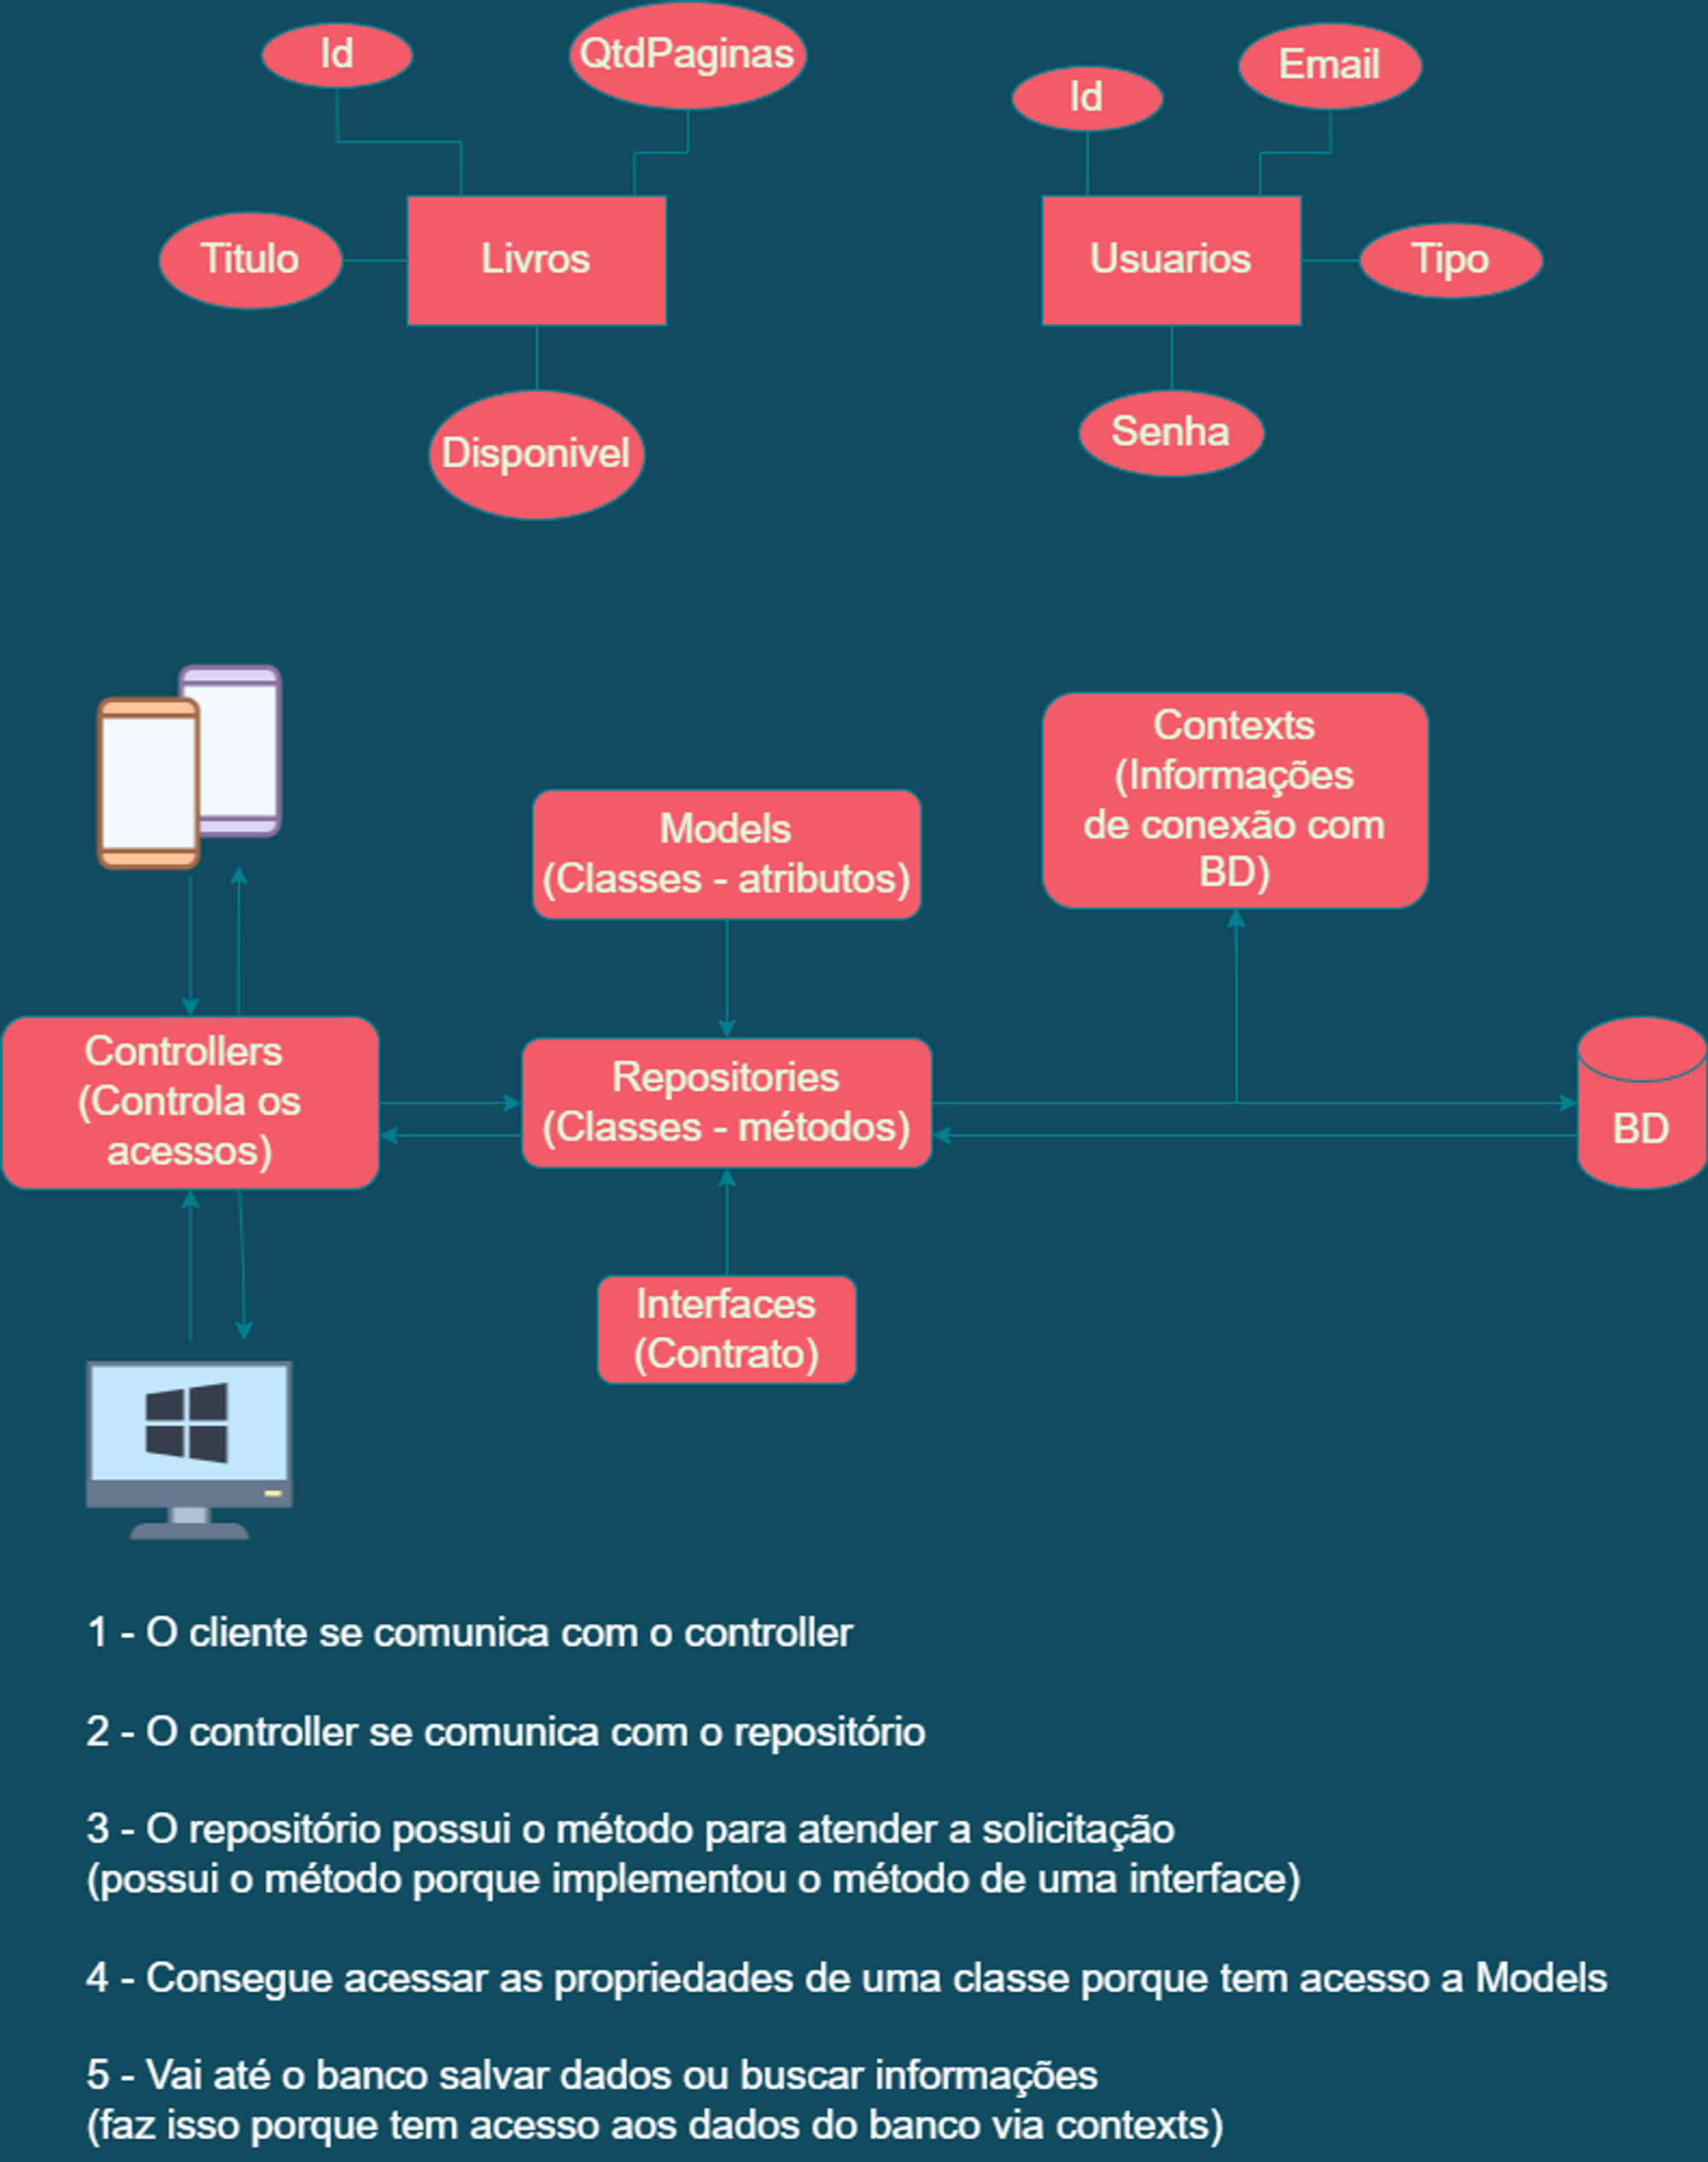 Id
QtdPaginas
Titulo
Livros
Disponivel
Id
Email
Usuarios
Tipo
Senha
Models
(Classes - atributos)
Contexts
(Informações
de conexão com
BD)
Controllers
(Controla os
acessos)
Repositories
(Classes - métodos)
BD
Interfaces
(Contrato)
1 - O cliente se comunica com o controller
2 - O controller se comunica com o repositório
3 - O repositório possui o método para atender a solicitação
(possui o método porque implementou o método de uma interface)
4 - Consegue acessar as propriedades de uma classe porque tem acesso a Models
5 - Vai até o banco salvar dados ou buscar informações
(faz isso porque tem acesso aos dados do banco via contexts)